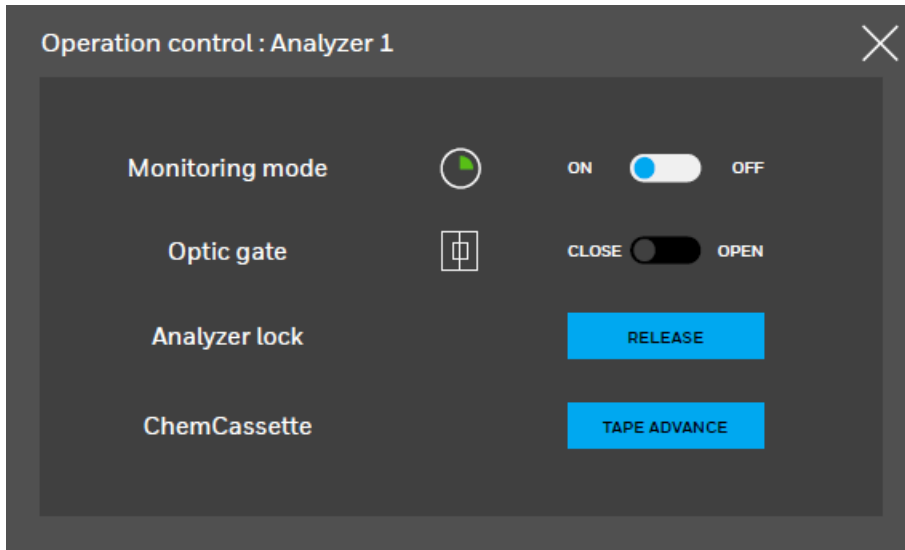 Operation control : Analyzer 1
Monitoring mode ON OFF
Optic gate CLOSE OPEN
Analyzer lock RELEASE
ChemCassette TAPE ADVANCE